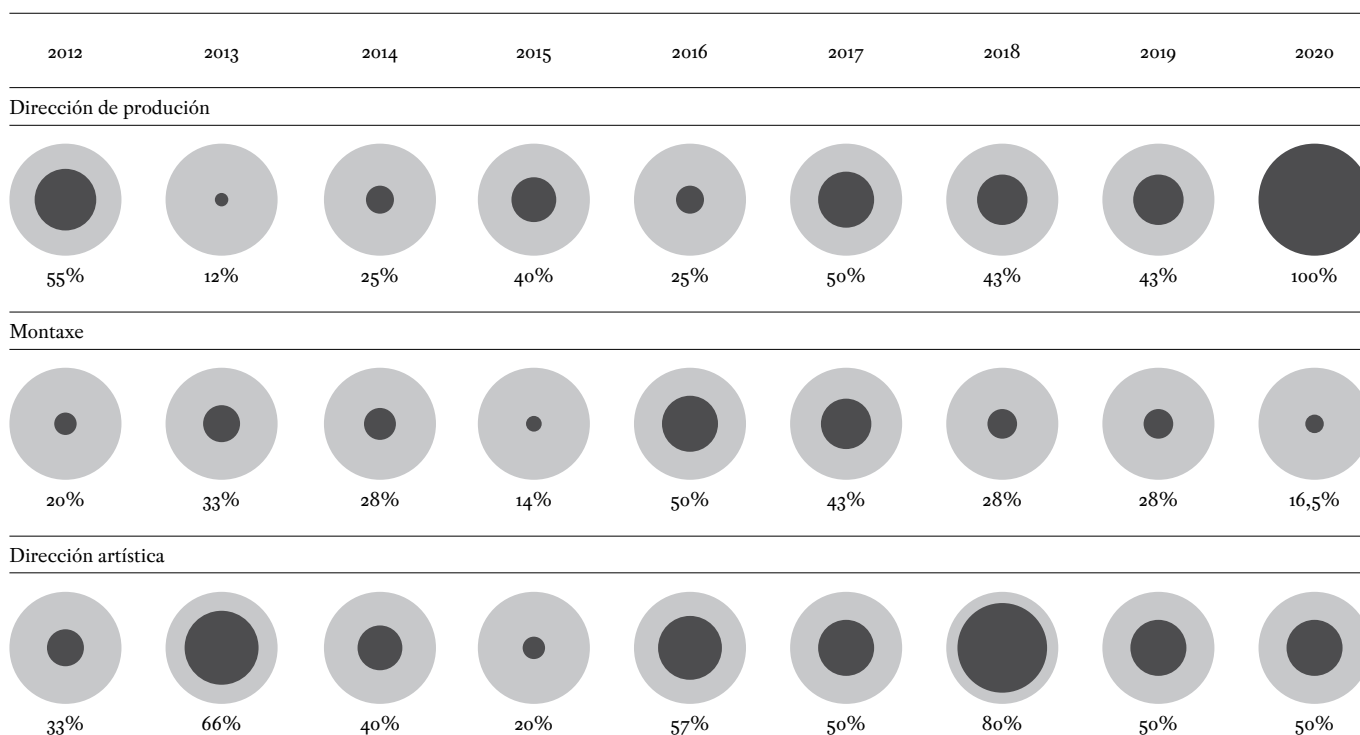 2012 2013 2014 2015 2016 2017 2018 2019 2020
Dirección de produción
55% 12% 25% 40% 25% 50% 43% 43% 100%
Montaxe
20% 33% 28% 14% 50% 43% 28% 28% 16,5%
Dirección artística
33% 66% 40% 20% 57% 50% 80% 50% 50%